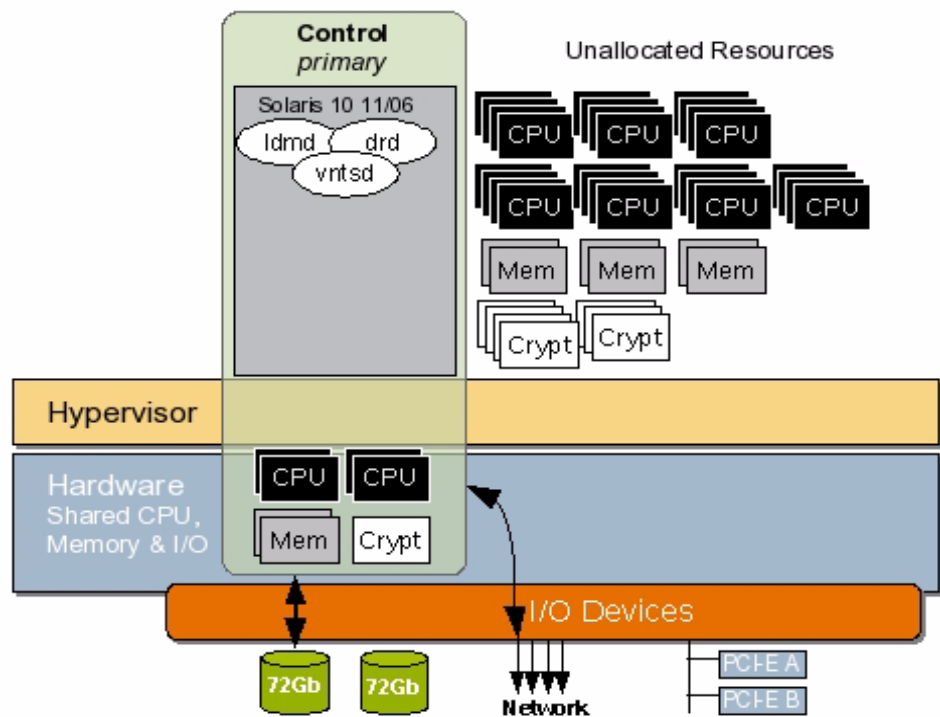 Control
primary
Unallocated Resources
Solaris 10 11/06
ldmd
drd
vntsd
CPU
CPU
CPU
CPU
CPU
CPU
CPU
Mem
Mem
Mem
Crypt
Crypt
Hypervisor
Hardware
Shared CPU,
Memory & I/O
CPU
CPU
Mem
Crypt
I/O Devices
72Gb
72Gb
Network
PCI-E A
PCI-E B